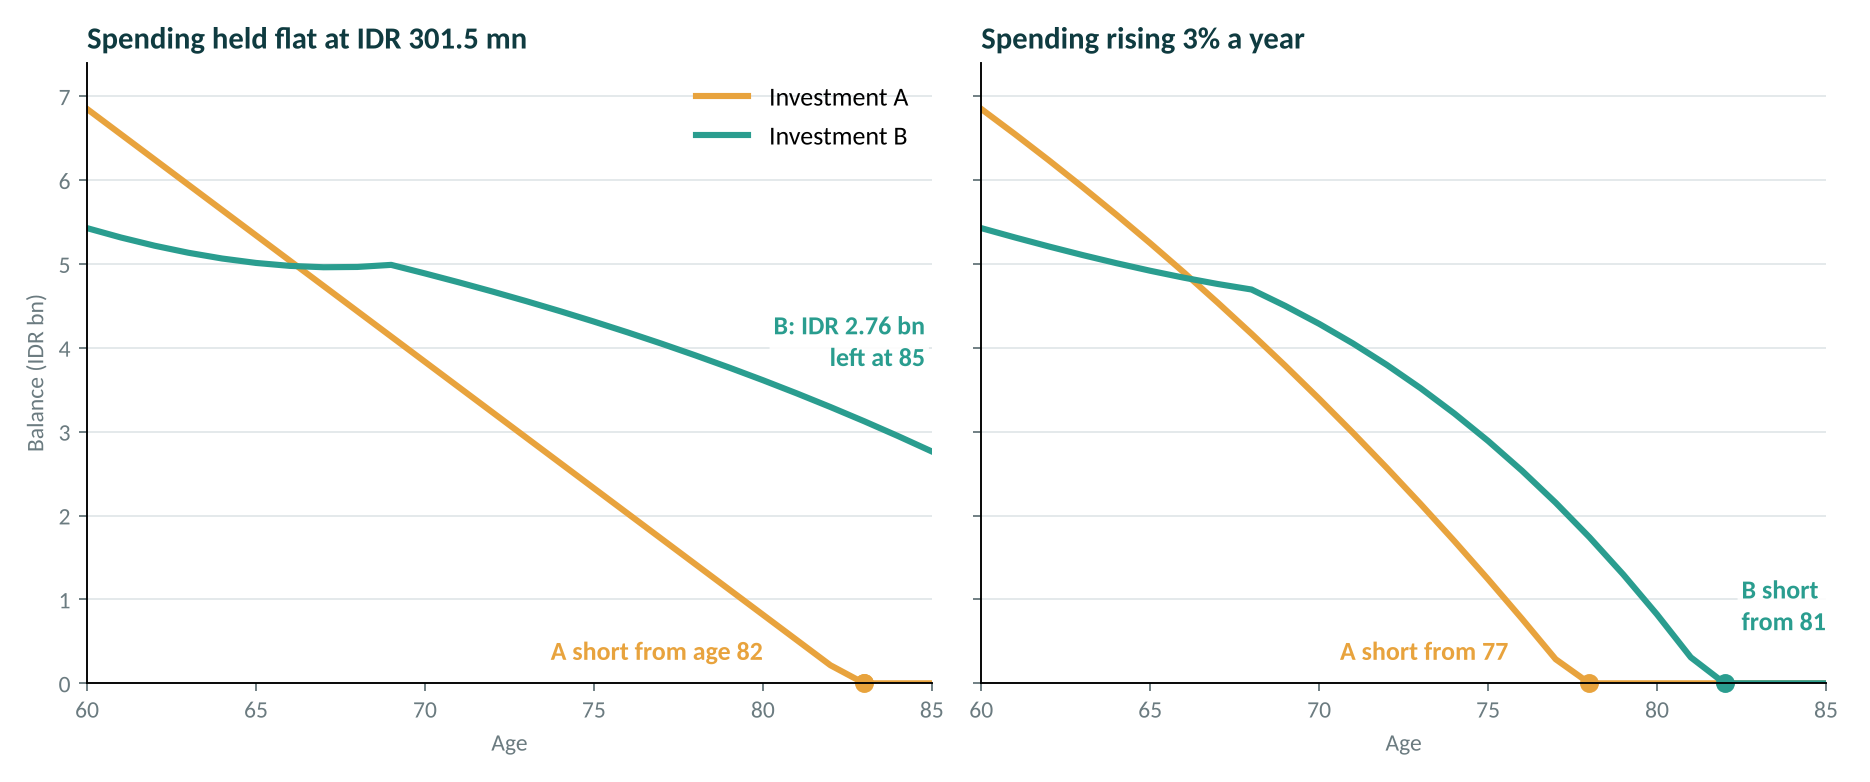 Spending held flat at IDR 301.5 mn
Investment A
Investment B
B: IDR 2.76 bn
left at 85
A short from age 82
Balance (IDR bn)
7
6
5
4
3
2
1
0
60
65
70
75
80
85
Age
Spending rising 3% a year
B short
from 81
A short from 77
60
65
70
75
80
85
Age